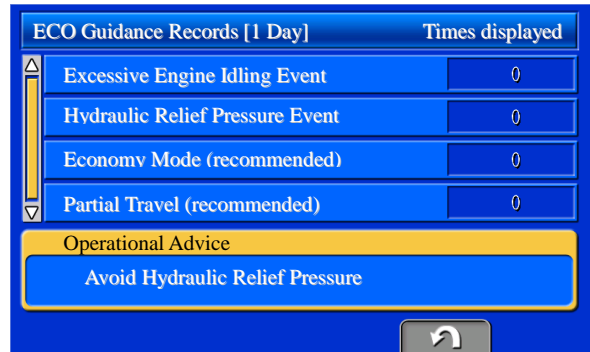 ECO Guidance Records [1 Day] Times displayed
Excessive Engine Idling Event 0
Hydraulic Relief Pressure Event 0
Economy Mode (recommended) 0
Partial Travel (recommended) 0
Operational Advice
Avoid Hydraulic Relief Pressure